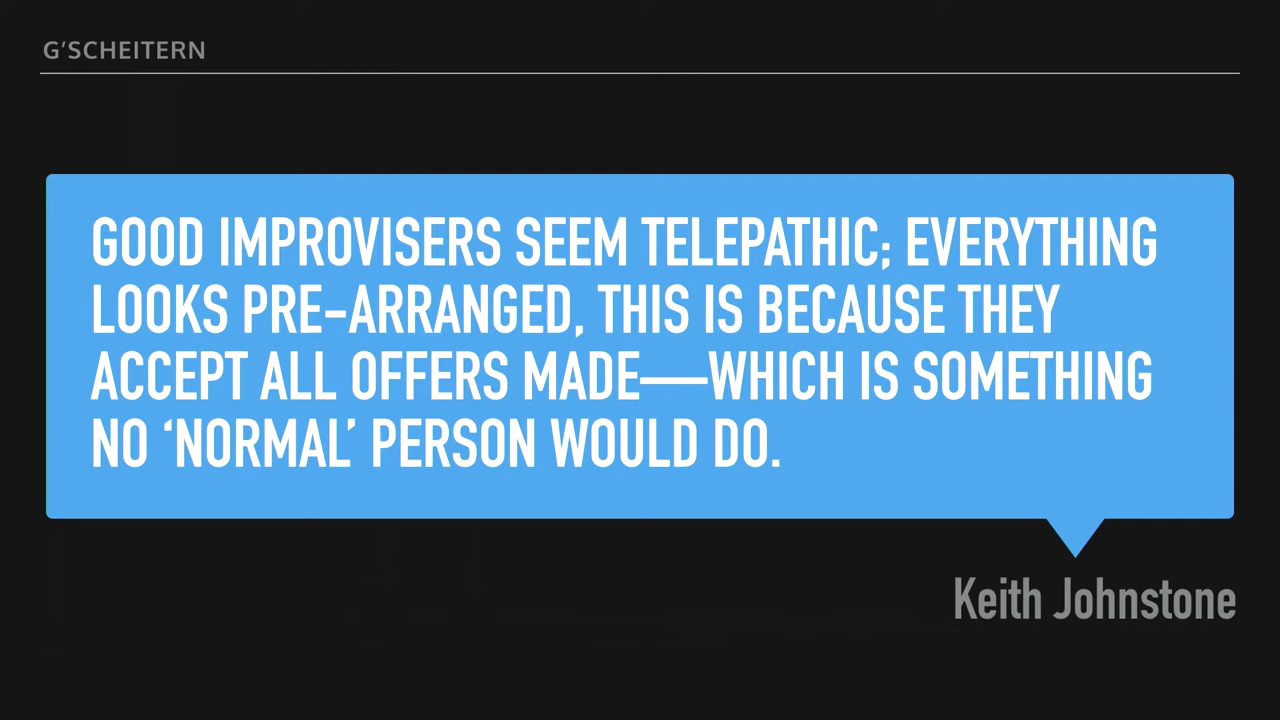 G’SCHEITERN
GOOD IMPROVISERS SEEM TELEPATHIC; EVERYTHING
LOOKS PRE-ARRANGED, THIS IS BECAUSE THEY
ACCEPT ALL OFFERS MADE—–WHICH IS SOMETHING
NO ‘NORMAL’ PERSON WOULD DO.
Keith Johnstone